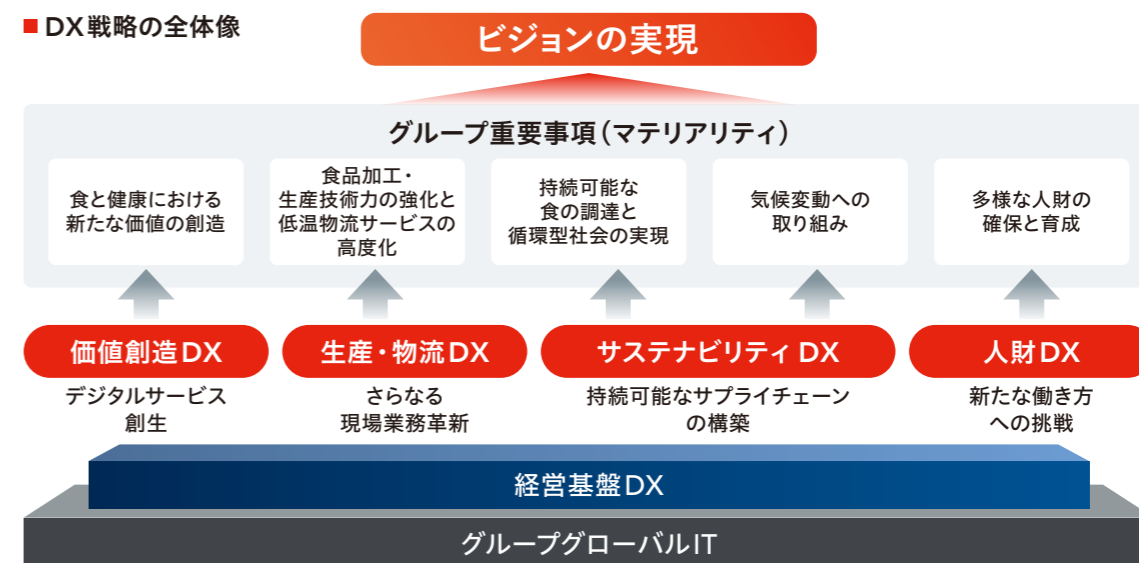 ■ DX戦略の全体像
ビジョンの実現
グループ重要事項(マテリアリティ)
食と健康における
新たな価値の創造
食品加工・
生産技術力の強化と
低温物流サービスの
高度化
持続可能な
食の調達と
循環型社会の実現
気候変動への
取り組み
多様な人財の
確保と育成
価値創造DX
生産・物流DX
サステナビリティ DX
人財DX
デジタルサービス
創生
さらなる
現場業務革新
持続可能なサプライチェーン
の構築
新たな働き方
への挑戦
経営基盤DX
グループグローバルIT